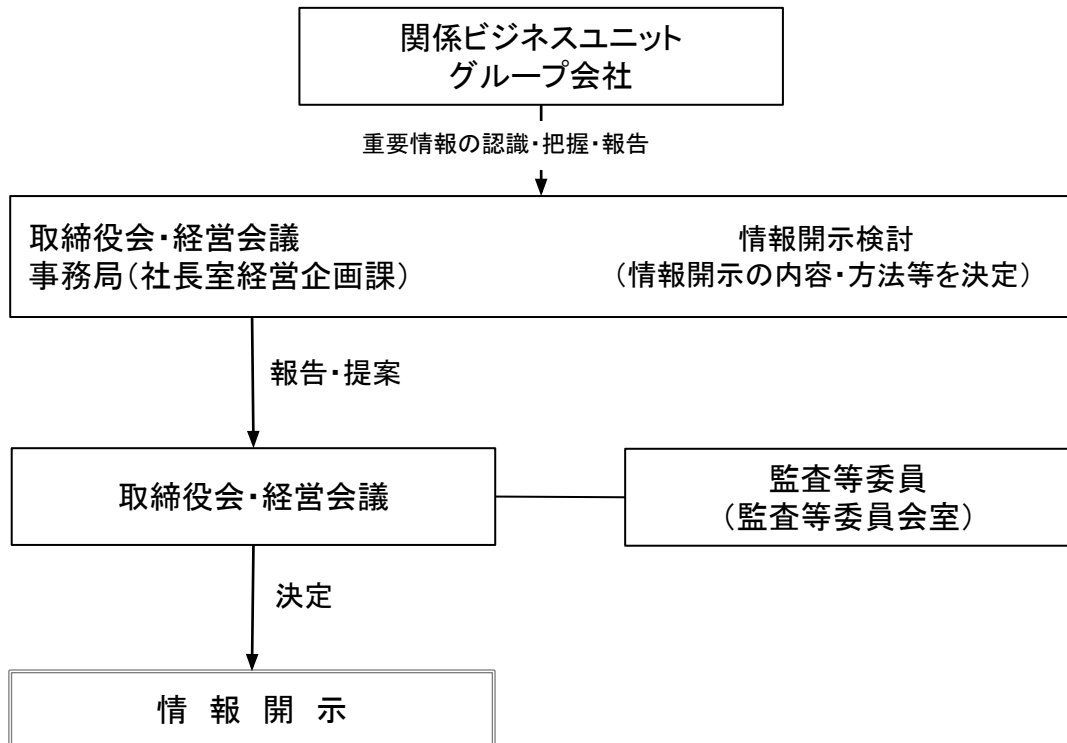 関係ビジネスユニット
グループ会社
重要情報の認識・把握・報告
取締役会・経営会議
事務局(社長室経営企画課)
情報開示検討
(情報開示の内容・方法等を決定)
報告・提案
取締役会・経営会議
監査等委員
(監査等委員会室)
決定
情 報 開 示